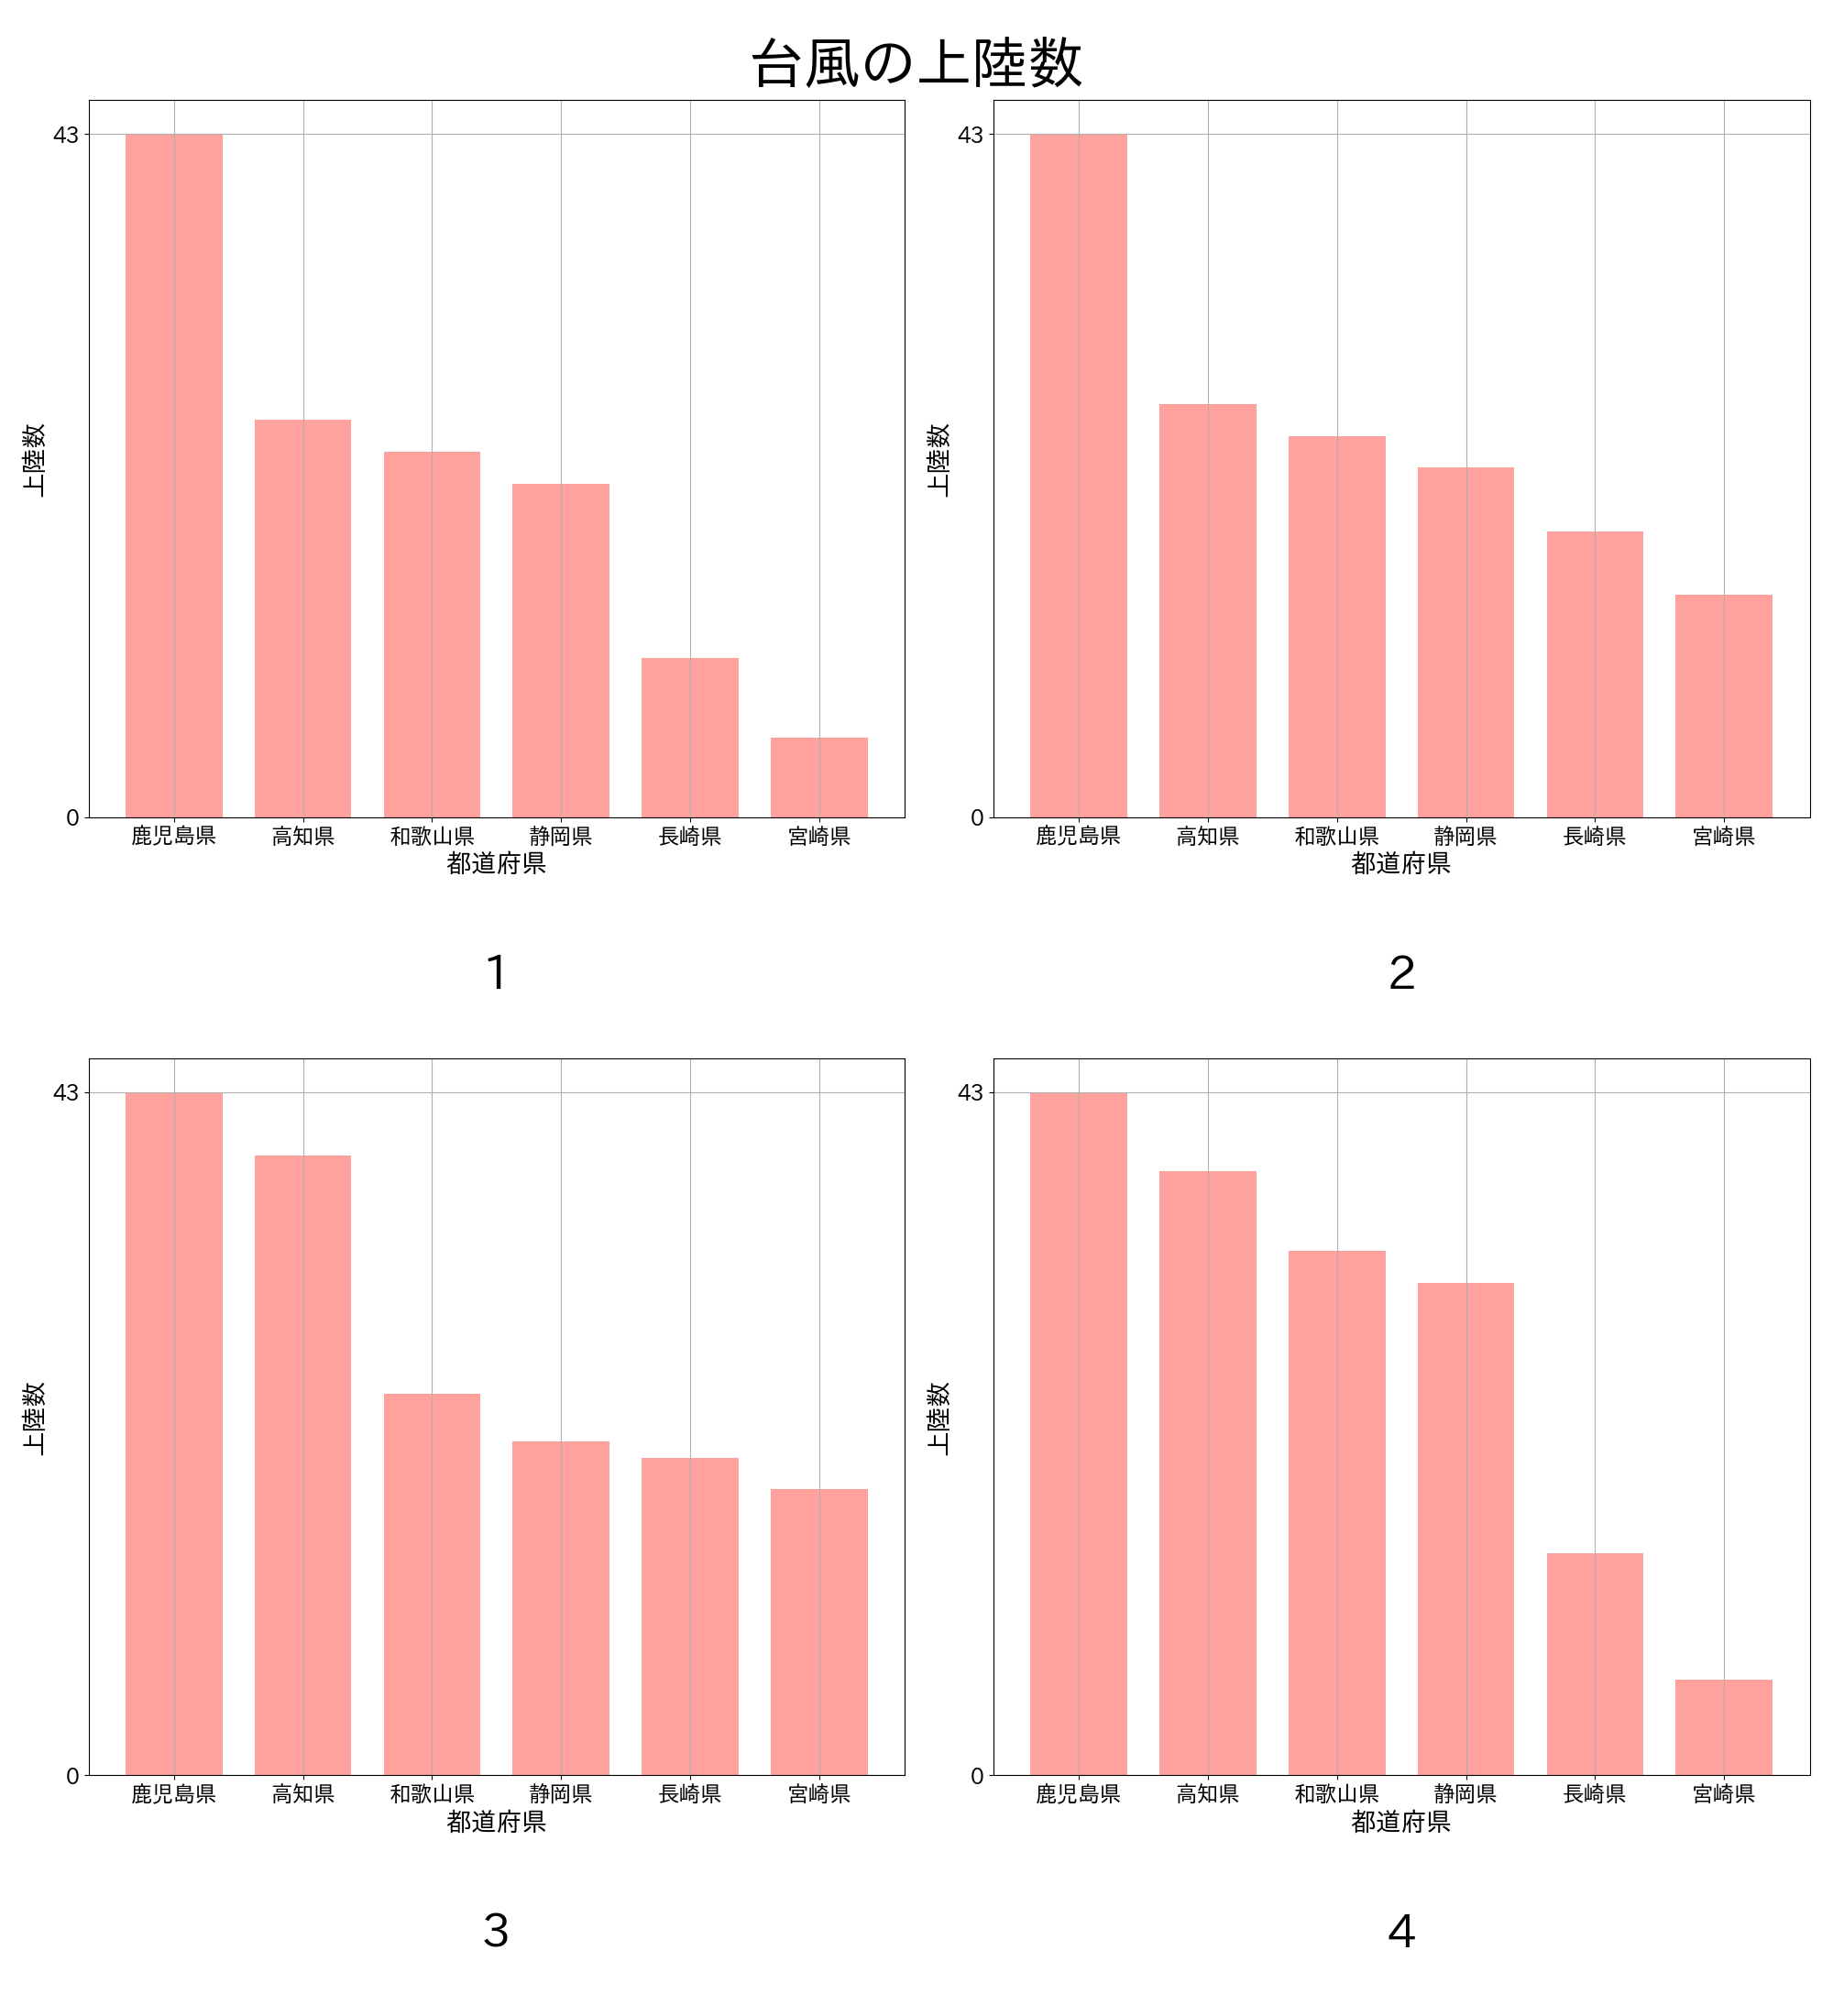 台風の上陸数
43
0
上陸数
鹿児島県 高知県 和歌山県 静岡県 長崎県 宮崎県
都道府県
1
43
0
上陸数
鹿児島県 高知県 和歌山県 静岡県 長崎県 宮崎県
都道府県
2
43
0
上陸数
鹿児島県 高知県 和歌山県 静岡県 長崎県 宮崎県
都道府県
3
43
0
上陸数
鹿児島県 高知県 和歌山県 静岡県 長崎県 宮崎県
都道府県
4